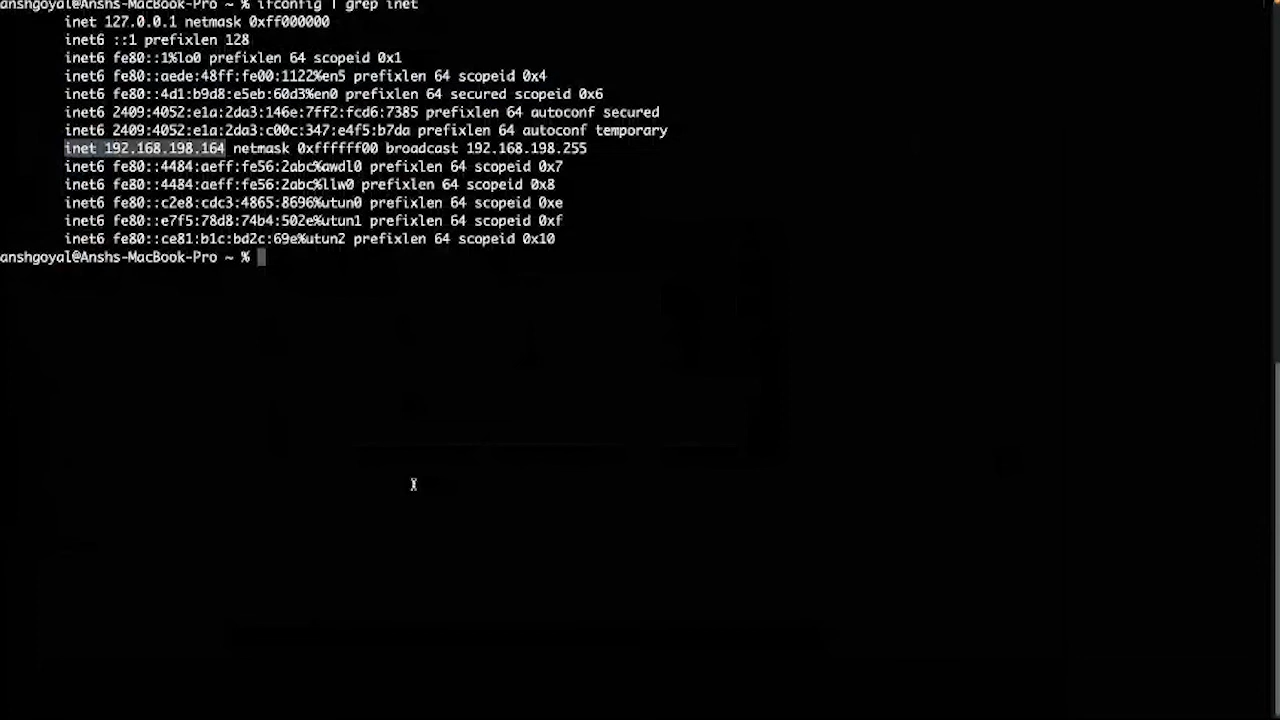 anshgoyal@Anshs-MacBook-Pro ~ % ifconfig | grep inet
inet 127.0.0.1 netmask 0xff000000
inet6 ::1 prefixlen 128
inet6 fe80::1%lo0 prefixlen 64 scopeid 0x1
inet6 fe80::aede:48ff:fe00:1122%en5 prefixlen 64 scopeid 0x4
inet6 fe80::4d1:b9d8:e5eb:60d3%en0 prefixlen 64 secured scopeid 0x6
inet6 2409:4052:e1a:2da3:146e:7ff2:fcd6:7385 prefixlen 64 autoconf secured
inet6 2409:4052:e1a:2da3:c00c:347:e4f5:b7da prefixlen 64 autoconf temporary
inet 192.168.198.164 netmask 0xffffff00 broadcast 192.168.198.255
inet6 fe80::4484:aeff:fe56:2abc%awdl0 prefixlen 64 scopeid 0x7
inet6 fe80::4484:aeff:fe56:2abc%llw0 prefixlen 64 scopeid 0x8
inet6 fe80::c2e8:cdc3:4865:8696%utun0 prefixlen 64 scopeid 0xe
inet6 fe80::e7f5:78d8:74b4:502e%utun1 prefixlen 64 scopeid 0xf
inet6 fe80::ce81:b1c:bd2c:69e%utun2 prefixlen 64 scopeid 0x10
anshgoyal@Anshs-MacBook-Pro ~ %